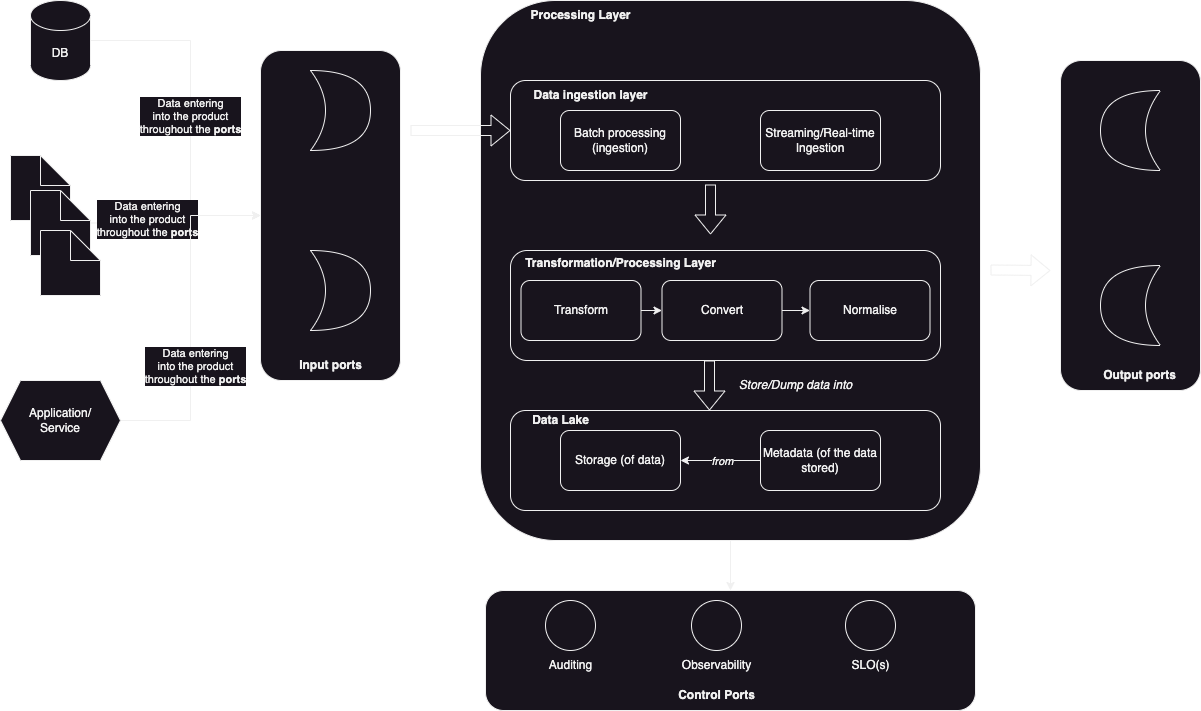 DB
Data entering
into the product
throughout the ports
Data entering
into the product
throughout the ports
Data entering
into the product
throughout the ports
Application/
Service
Input ports
Processing Layer
Data ingestion layer
Batch processing
(ingestion)
Streaming/Real-time
Ingestion
Transformation/Processing Layer
Transform
Convert
Normalise
Store/Dump data into
Data Lake
Storage (of data)
from
Metadata (of the data
stored)
Output ports
Auditing
Observability
SLO(s)
Control Ports